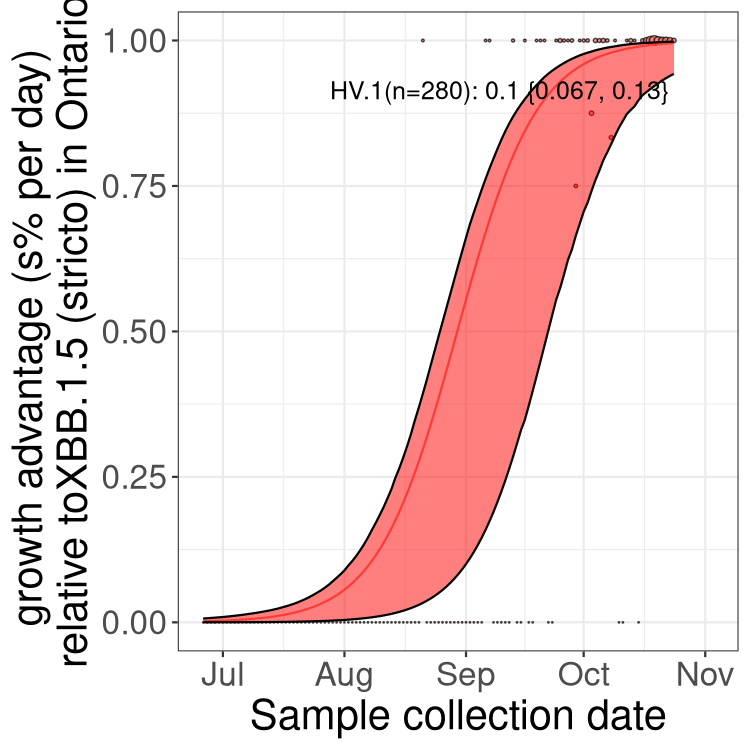 growth advantage (s% per day)
relative toXBB.1.5 (stricto) in Ontario
1.00
0.75
0.50
0.25
0.00
HV.1(n=280): 0.1 {0.067, 0.13}
Jul Aug Sep Oct Nov
Sample collection date